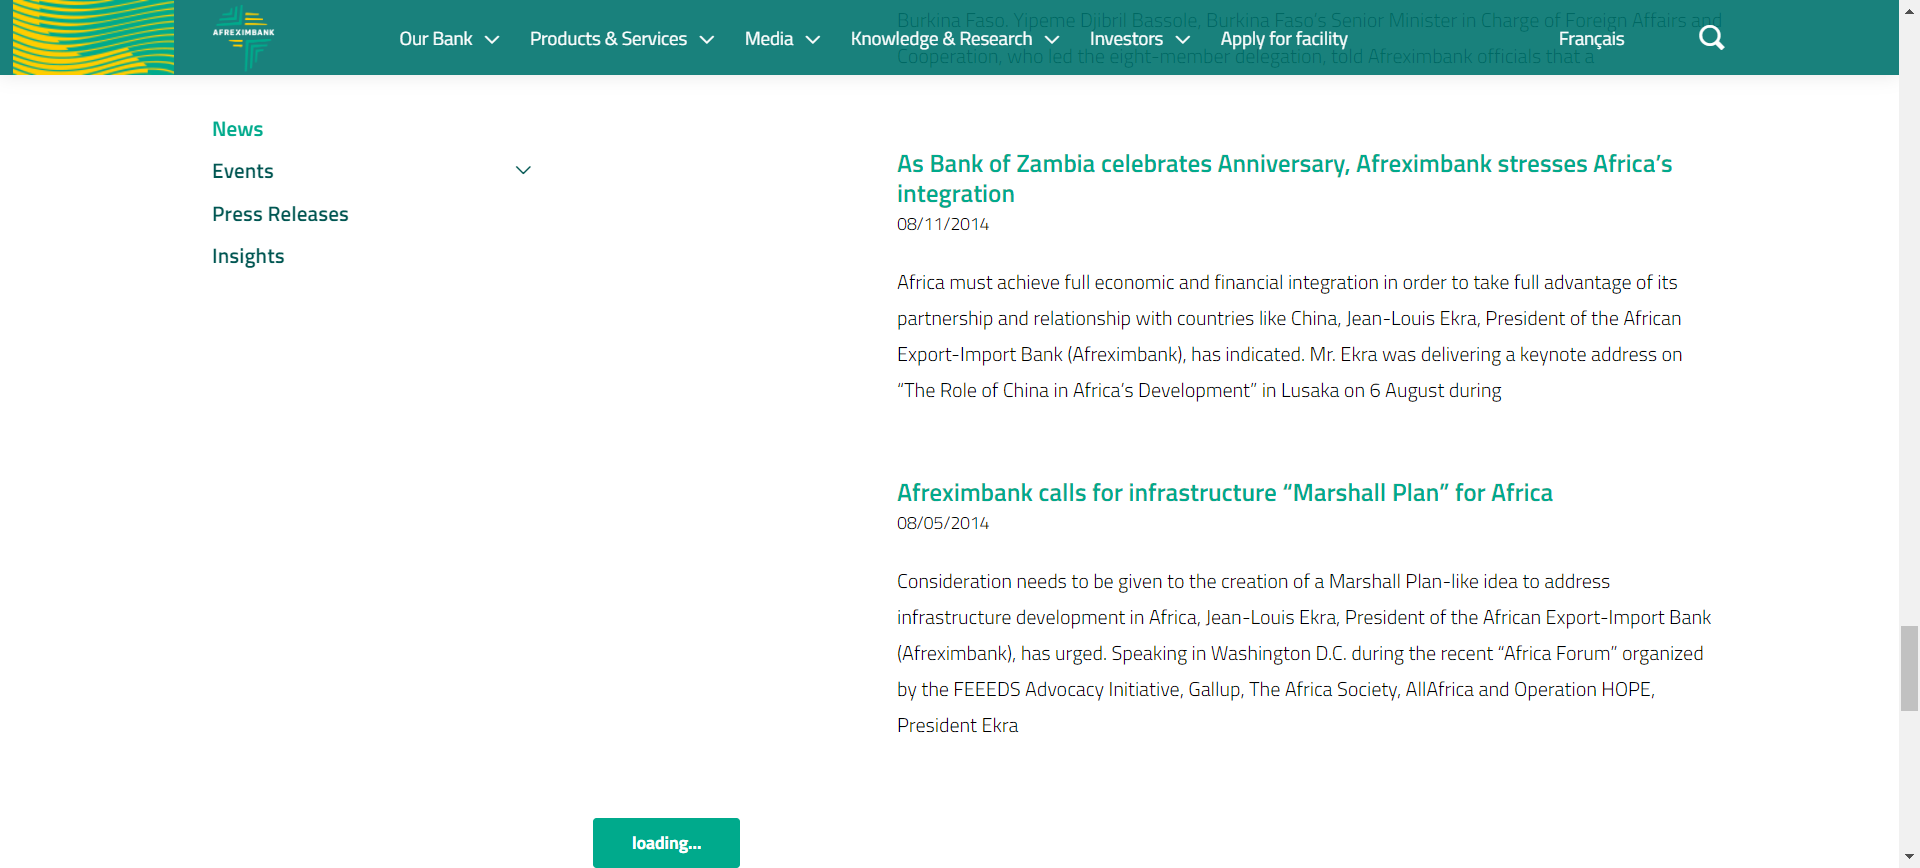 Burkina Faso. Yipeme Djibril Bassole, Burkina Faso's Senior Minister in Charge of Foreign Affairs and
AFREXIMBANK
Our Bank
Products & Services
Media
Knowledge & Research
Investors
Apply for facility
Français
Cooperation, who led the eight-member delegation, told Afreximbank officials that a
News
Events
Press Releases
Insights
As Bank of Zambia celebrates Anniversary, Afreximbank stresses Africa’s
integration
08/11/2014
Africa must achieve full economic and financial integration in order to take full advantage of its
partnership and relationship with countries like China, Jean-Louis Ekra, President of the African
Export-Import Bank (Afreximbank), has indicated. Mr. Ekra was delivering a keynote address on
“The Role of China in Africa’s Development” in Lusaka on 6 August during
Afreximbank calls for infrastructure “Marshall Plan” for Africa
08/05/2014
Consideration needs to be given to the creation of a Marshall Plan-like idea to address
infrastructure development in Africa, Jean-Louis Ekra, President of the African Export-Import Bank
(Afreximbank), has urged. Speaking in Washington D.C. during the recent “Africa Forum” organized
by the FEEEDS Advocacy Initiative, Gallup, The Africa Society, AllAfrica and Operation HOPE,
President Ekra
loading...